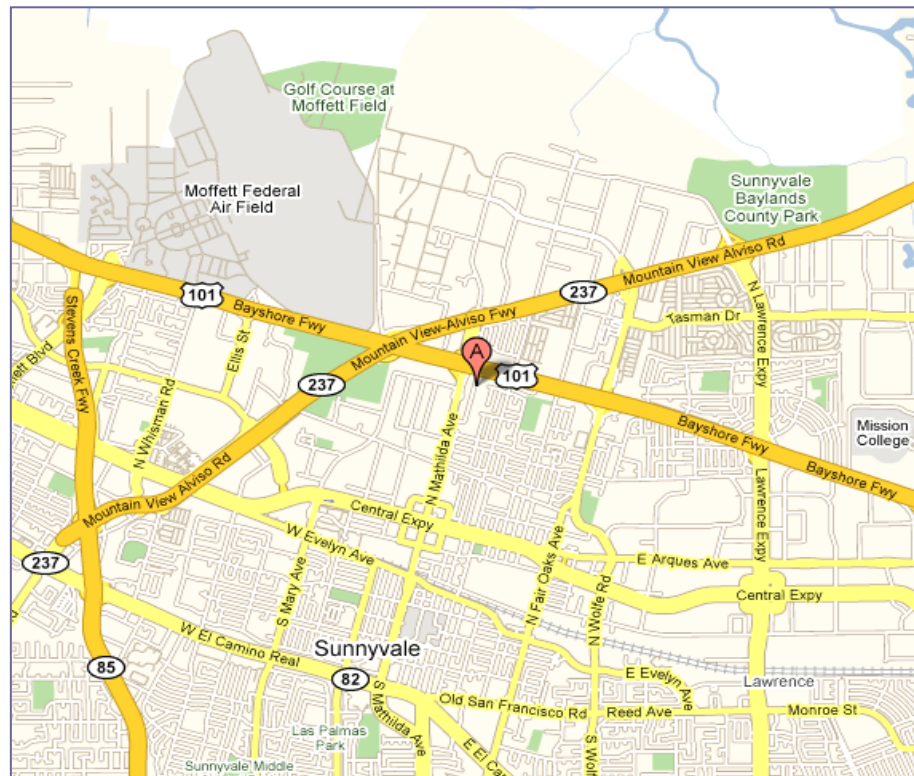 Golf Course at
Moffett Field
Moffett Federal
Air Field
Sunnyvale
Baylands
County Park
Mountain View Alviso Rd
237
101
Bayshore Fwy
Mountain View-Alviso Fwy
N Lawrence Expy
Tasman Dr
Stevens Creek Fwy
Ellis St
A
101
237
N Whisman Rd
Bayshore Fwy
Mission
College
Bayshore Fwy
N Mathilda Ave
Mountain View Alviso Rd
Lawrence Expy
Central Expy
W Evelyn Ave
237
E Arques Ave
N Fair Oaks Ave
N Wolfe Rd
Central Expy
S Mary Ave
W El Camino Real
Sunnyvale
85
82
E Evelyn Ave
Lawrence
S Mathilda Ave
Old San Francisco Rd
Reed Ave
Monroe St
Las Palmas
Park
Sunnyvale Middle